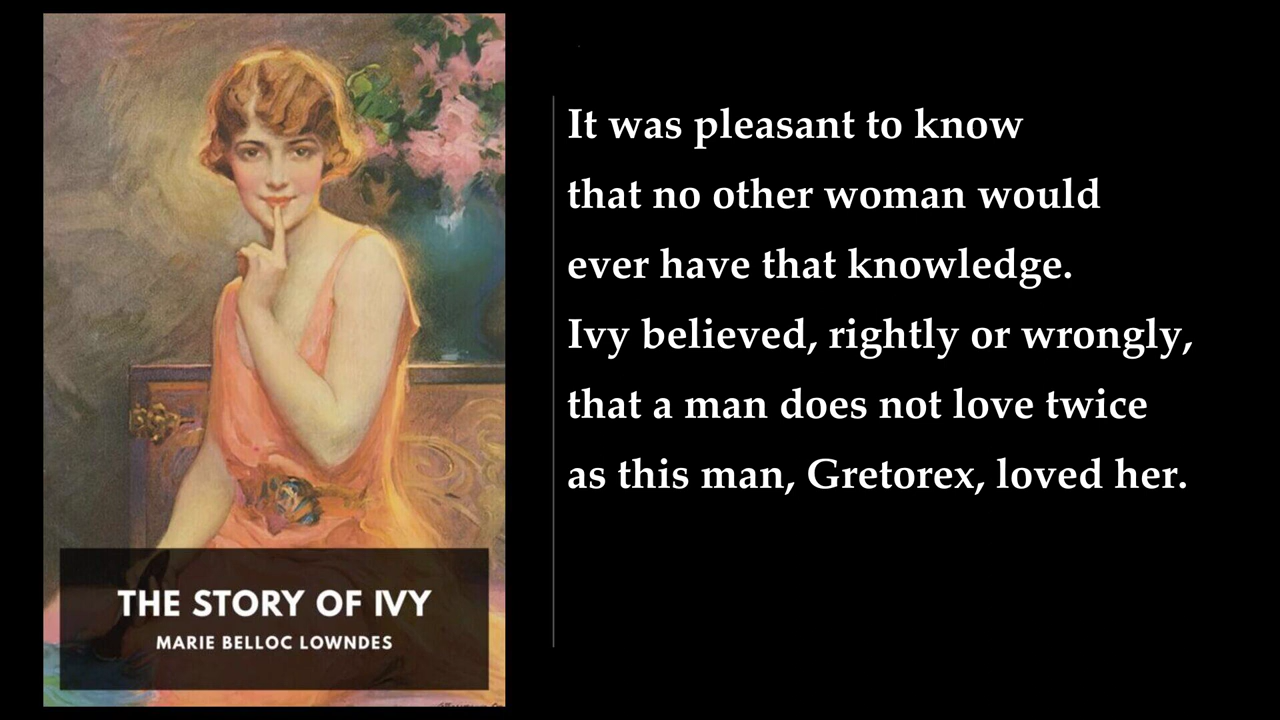 It was pleasant to know
that no other woman would
ever have that knowledge.
Ivy believed, rightly or wrongly,
that a man does not love twice
as this man, Gretorex, loved her.
THE STORY OF IVY
MARIE BELLOC LOWNDES